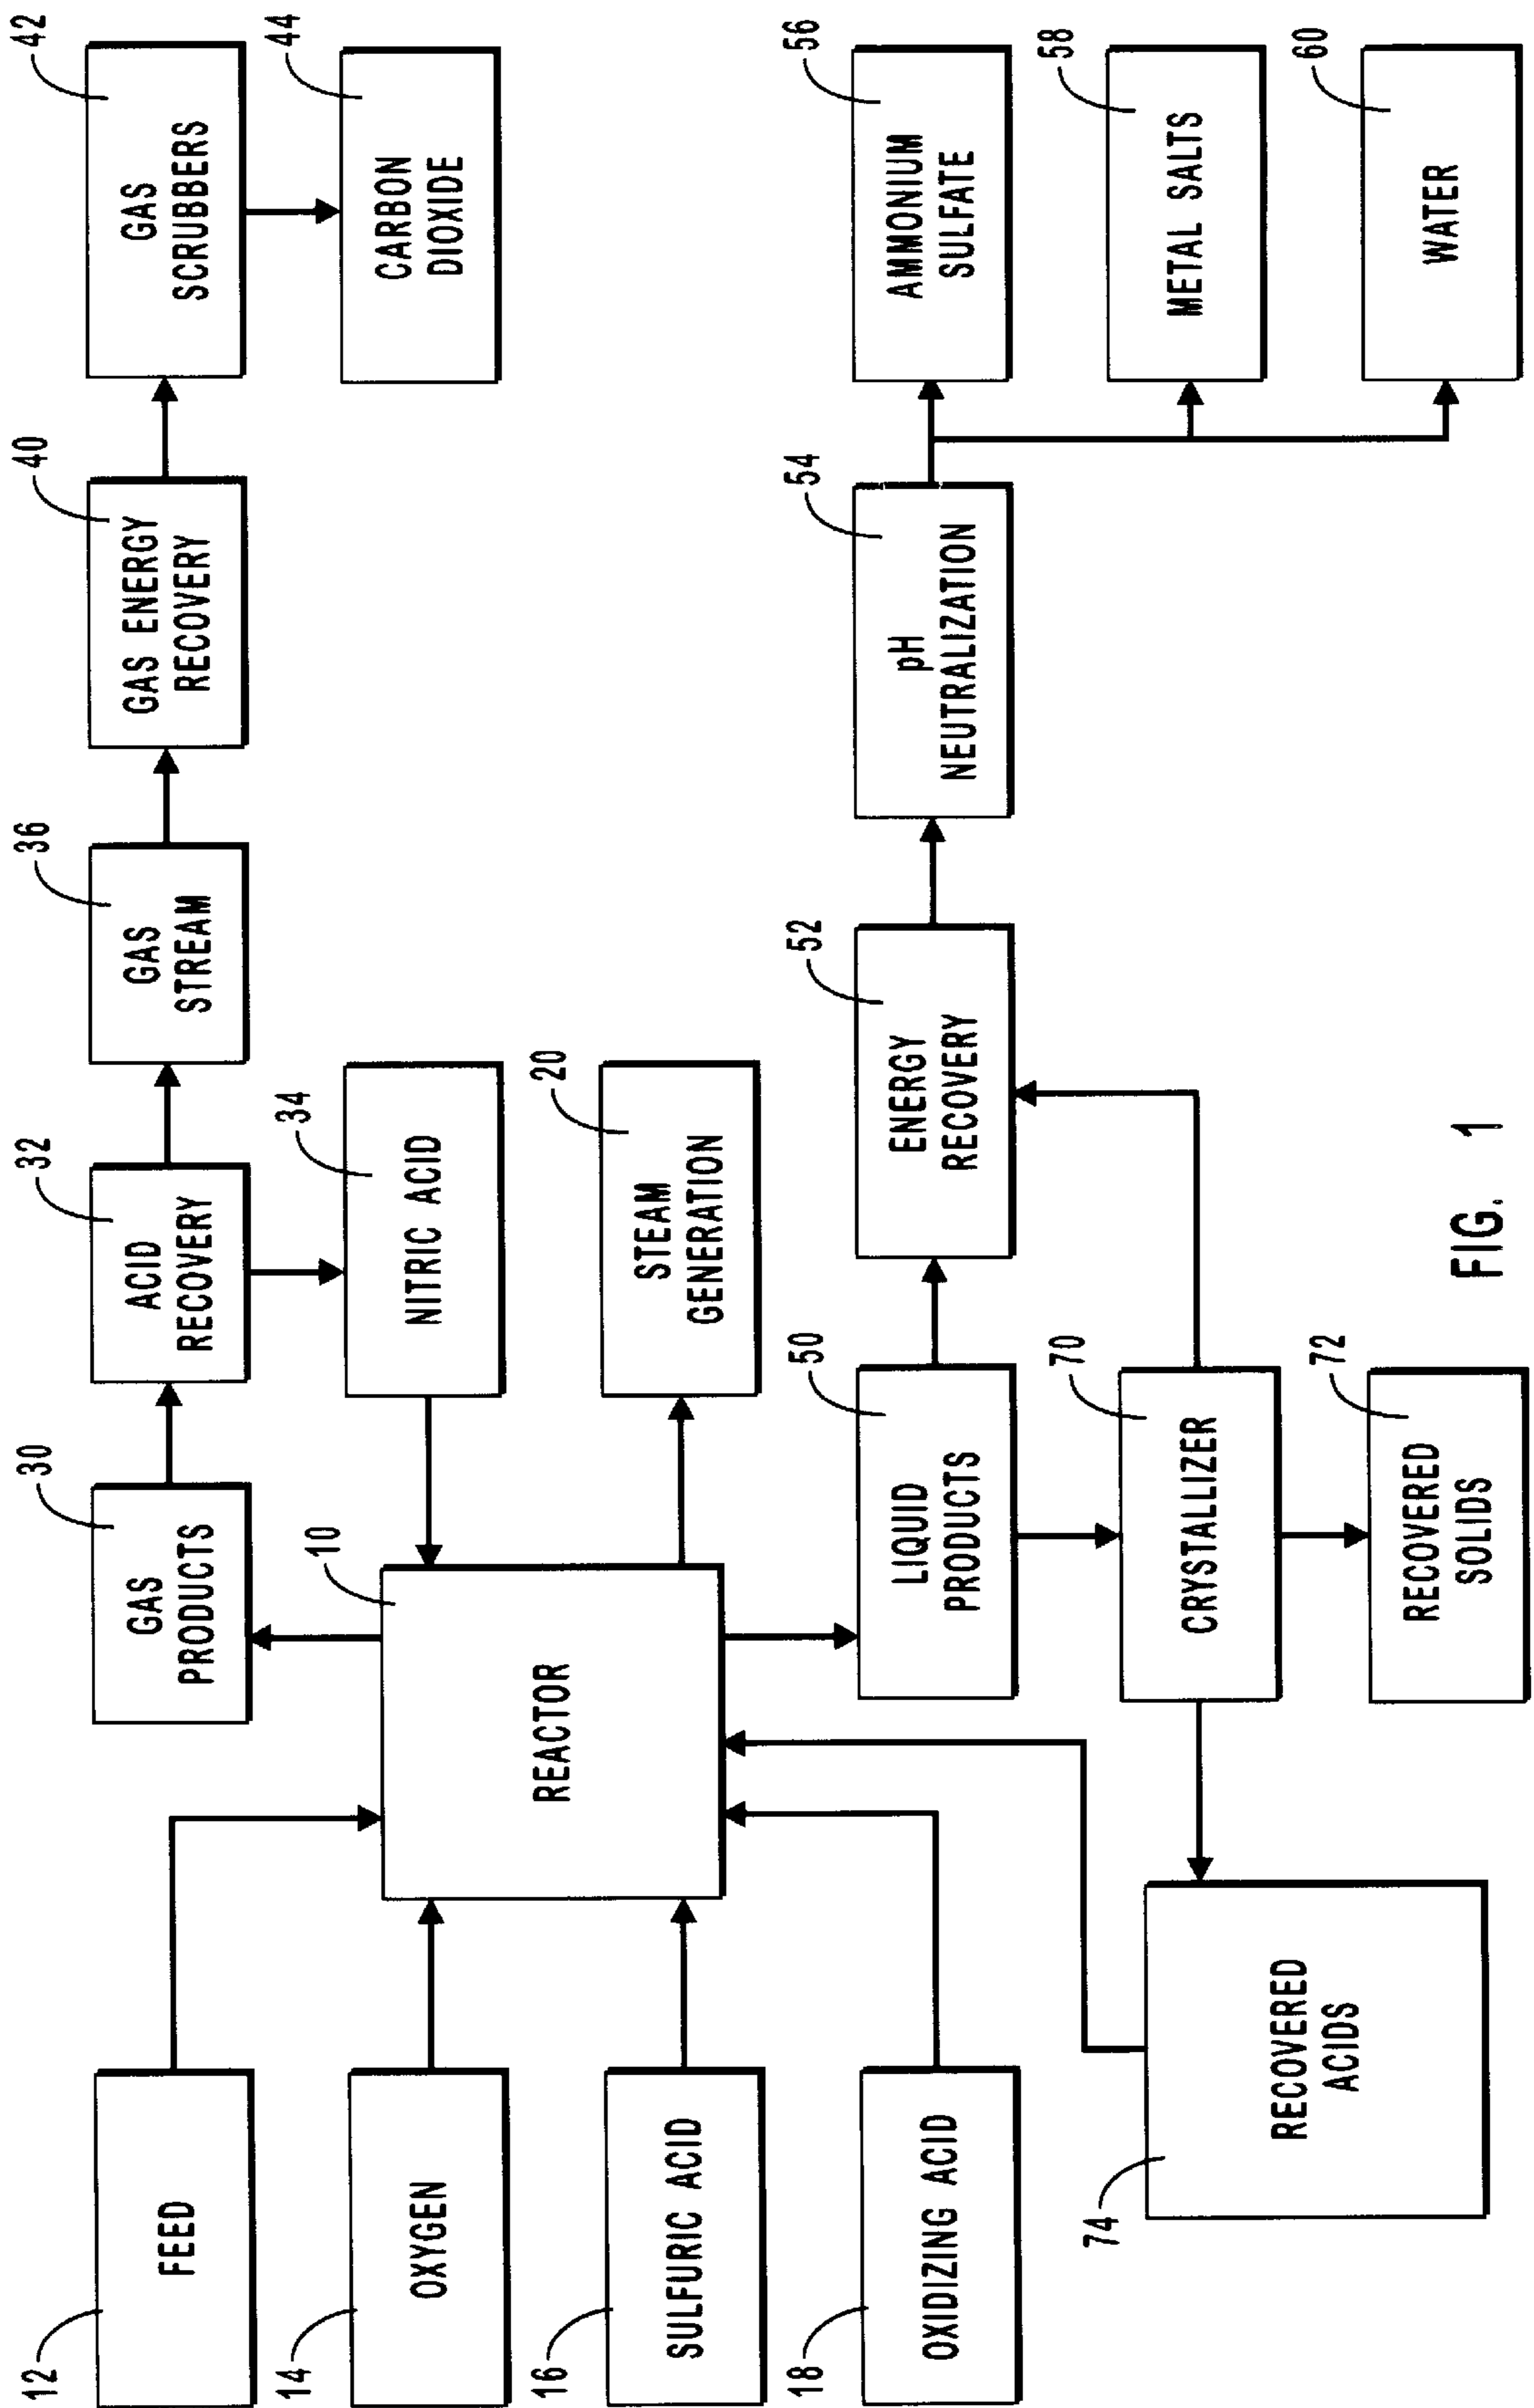 12
FEED
14
OXYGEN
16
SULFURIC ACID
18
OXIDIZING ACID
10
REACTOR
30
GAS
PRODUCTS
32
ACID
RECOVERY
34
NITRIC ACID
20
STEAM
GENERATION
36
GAS
STREAM
40
GAS ENERGY
RECOVERY
42
GAS
SCRUBBERS
44
CARBON
DIOXIDE
50
LIQUID
PRODUCTS
52
ENERGY
RECOVERY
54
pH
NEUTRALIZATION
56
AMMONIUM
SULFATE
58
METAL SALTS
60
WATER
70
CRYSTALLIZER
72
RECOVERED
SOLIDS
74
RECOVERED
ACIDS
FIG. 1